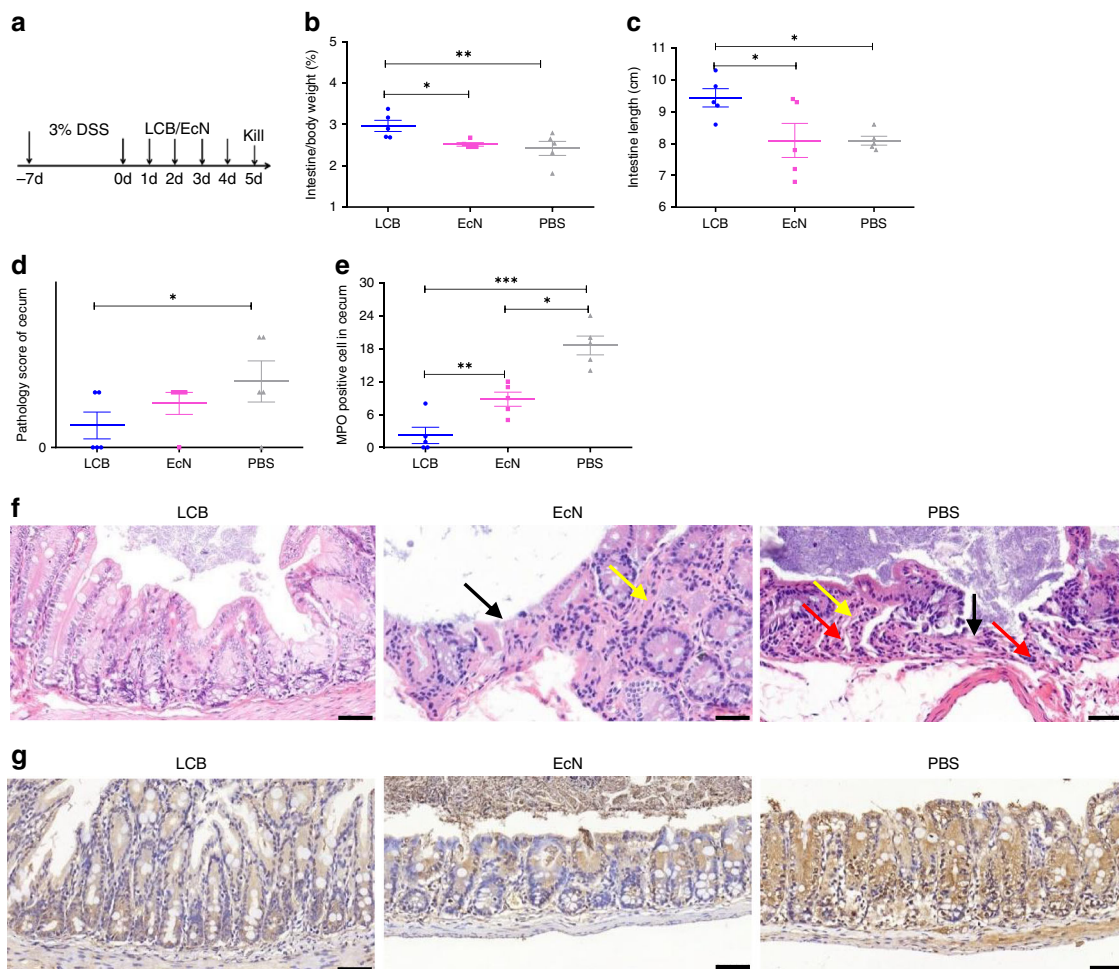 a
3% DSS
LCB/EcN
Kill
–7d
0d
1d
2d
3d
4d
5d
b
Intestine/body weight (%)
5
4
3
2
1
**
*
LCB
EcN
PBS
c
Intestine length (cm)
11
10
9
8
7
6
*
*
LCB
EcN
PBS
d
Pathology score of cecum
0
*
LCB
EcN
PBS
e
MPO positive cell in cecum
30
24
18
12
6
0
***
*
**
LCB
EcN
PBS
f
LCB
EcN
PBS
g
LCB
EcN
PBS